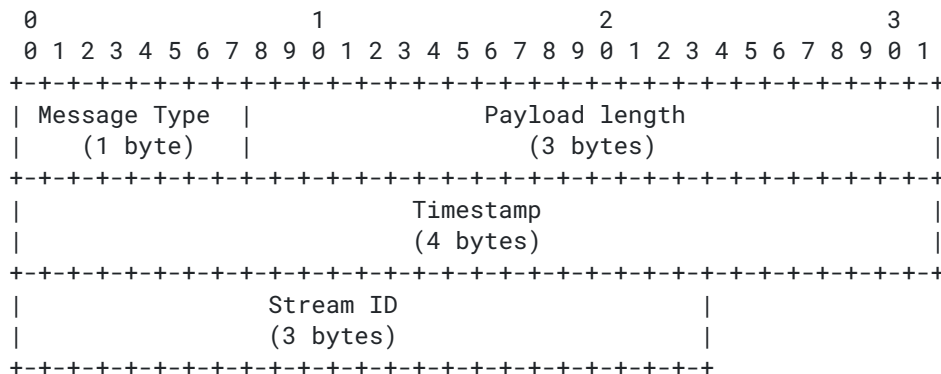 0                   1                   2                   3
0 1 2 3 4 5 6 7 8 9 0 1 2 3 4 5 6 7 8 9 0 1 2 3 4 5 6 7 8 9 0 1
+-+-+-+-+-+-+-+-+-+-+-+-+-+-+-+-+-+-+-+-+-+-+-+-+-+-+-+-+-+-+-+-+
| Message Type  |                Payload length                 |
|    (1 byte)   |                   (3 bytes)                   |
+-+-+-+-+-+-+-+-+-+-+-+-+-+-+-+-+-+-+-+-+-+-+-+-+-+-+-+-+-+-+-+-+
|                           Timestamp                           |
|                           (4 bytes)                           |
+-+-+-+-+-+-+-+-+-+-+-+-+-+-+-+-+-+-+-+-+-+-+-+-+-+-+-+-+-+-+-+-+
|                 Stream ID                     |
|                 (3 bytes)                     |
+-+-+-+-+-+-+-+-+-+-+-+-+-+-+-+-+-+-+-+-+-+-+-+-+